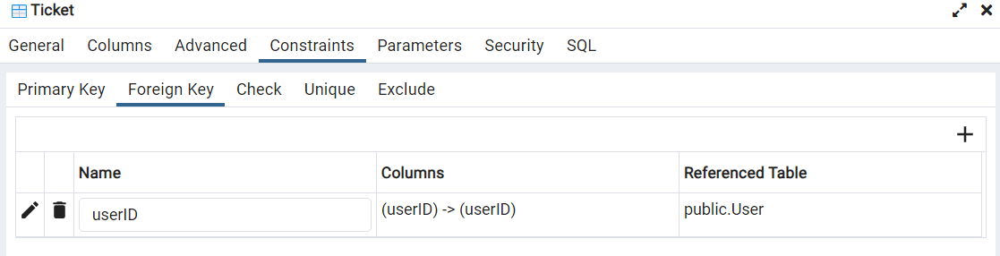 Ticket
General Columns Advanced Constraints Parameters Security SQL
Primary Key Foreign Key Check Unique Exclude
Name Columns Referenced Table
userID (userID) -> (userID) public.User